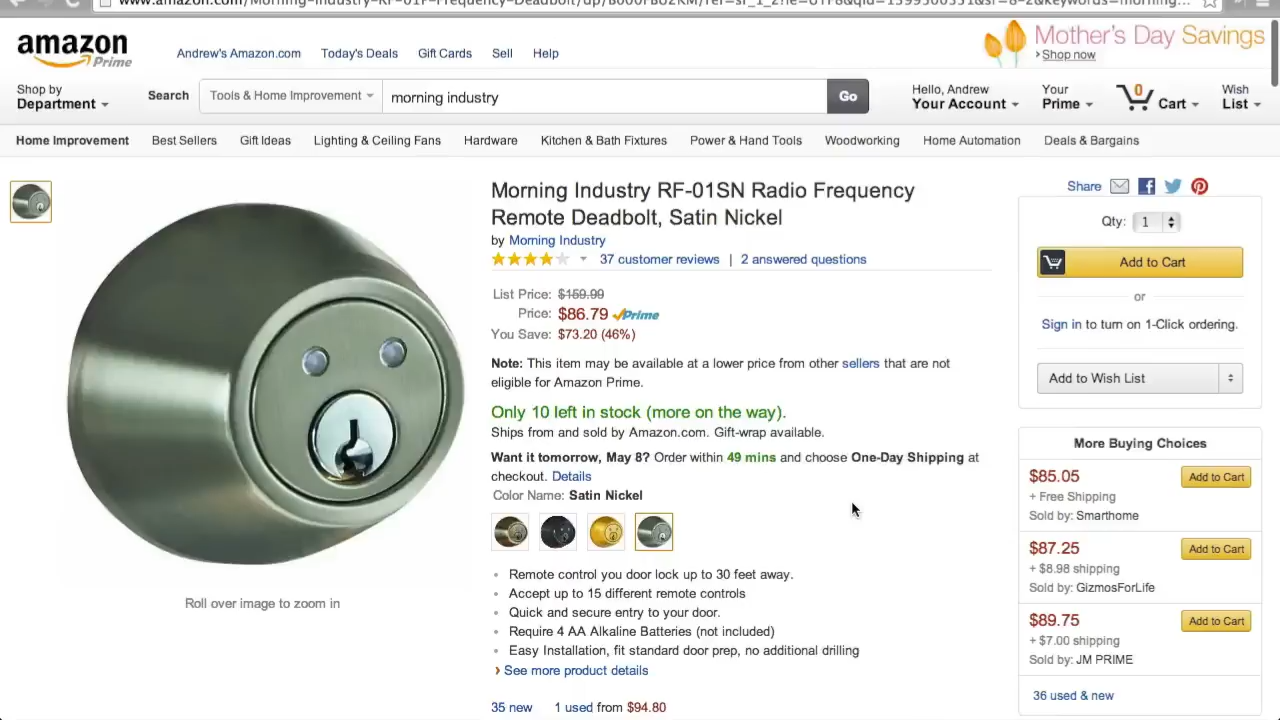 amazon
Prime
Andrew's Amazon.com
Today's Deals
Gift Cards
Sell
Help
Mother's Day Savings
Shop now
Shop by
Department
Search
Tools & Home Improvement
morning industry
Go
Hello, Andrew
Your Account
Your
Prime
0
Cart
Wish
List
Home Improvement
Best Sellers
Gift Ideas
Lighting & Ceiling Fans
Hardware
Kitchen & Bath Fixtures
Power & Hand Tools
Woodworking
Home Automation
Deals & Bargains
Roll over image to zoom in
Morning Industry RF-01SN Radio Frequency
Remote Deadbolt, Satin Nickel
by Morning Industry
37 customer reviews | 2 answered questions
List Price: $159.99
Price: $86.79 Prime
You Save: $73.20 (46%)
Note: This item may be available at a lower price from other sellers that are not
eligible for Amazon Prime.
Only 10 left in stock (more on the way).
Ships from and sold by Amazon.com. Gift-wrap available.
Want it tomorrow, May 8? Order within 49 mins and choose One-Day Shipping at
checkout. Details
Color Name: Satin Nickel
Remote control you door lock up to 30 feet away.
Accept up to 15 different remote controls
Quick and secure entry to your door.
Require 4 AA Alkaline Batteries (not included)
Easy Installation, fit standard door prep, no additional drilling
› See more product details
35 new 1 used from $94.80
Share
Qty: 1
Add to Cart
or
Sign in to turn on 1-Click ordering.
Add to Wish List
More Buying Choices
$85.05
Add to Cart
+ Free Shipping
Sold by: Smarthome
$87.25
Add to Cart
+ $8.98 shipping
Sold by: GizmosForLife
$89.75
Add to Cart
+ $7.00 shipping
Sold by: JM PRIME
36 used & new